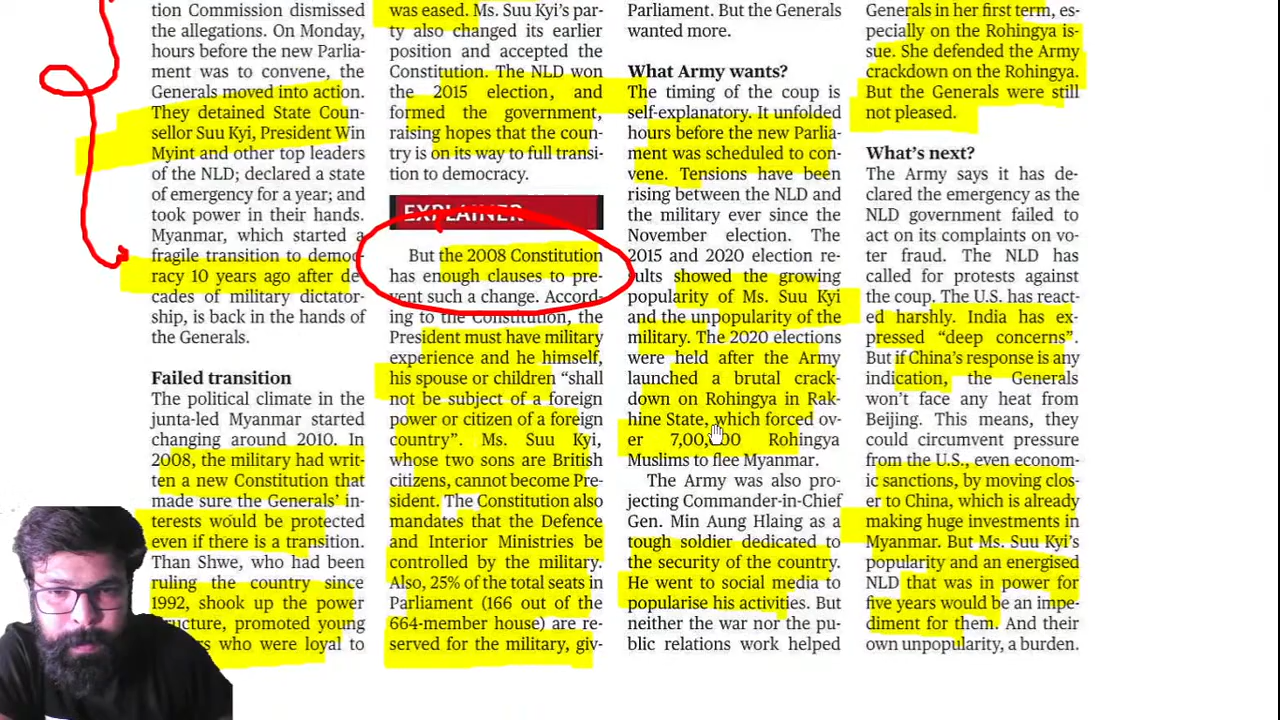 tion Commission dismissed
the allegations. On Monday,
hours before the new Parlia-
ment was to convene, the
Generals moved into action.
They detained State Coun-
sellor Suu Kyi, President Win
Myint and other top leaders
of the NLD; declared a state
of emergency for a year; and
took power in their hands.
Myanmar, which started a
fragile transition to democ-
racy 10 years ago after de-
cades of military dictator-
ship, is back in the hands of
the Generals.
Failed transition
The political climate in the
junta-led Myanmar started
changing around 2010. In
2008, the military had writ-
ten a new Constitution that
made sure the Generals' in-
terests would be protected
even if there is a transition.
Than Shwe, who had been
ruling the country since
1992, shook up the power
structure, promoted young
who were loyal to
was eased. Ms. Suu Kyi's par-
ty also changed its earlier
position and accepted the
Constitution. The NLD won
the 2015 election, and
formed the government,
raising hopes that the coun-
try is on its way to full transi-
tion to democracy.
EXPLAINER
But the 2008 Constitution
has enough clauses to pre-
vent such a change. Accord-
ing to the Constitution, the
President must have military
experience and he himself,
his spouse or children “shall
not be subject of a foreign
power or citizen of a foreign
country”. Ms. Suu Kyi,
whose two sons are British
citizens, cannot become Pre-
sident. The Constitution also
mandates that the Defence
and Interior Ministries be
controlled by the military.
Also, 25% of the total seats in
Parliament (166 out of the
664-member house) are re-
served for the military, giv-
Parliament. But the Generals
wanted more.
What Army wants?
The timing of the coup is
self-explanatory. It unfolded
hours before the new Parlia-
ment was scheduled to con-
vene. Tensions have been
rising between the NLD and
the military ever since the
November election. The
2015 and 2020 election re-
sults showed the growing
popularity of Ms. Suu Kyi
and the unpopularity of the
military. The 2020 elections
were held after the Army
launched a brutal crack-
down on Rohingya in Rak-
hine State, which forced ov-
er 7,00,000 Rohingya
Muslims to flee Myanmar.
The Army was also pro-
jecting Commander-in-Chief
Gen. Min Aung Hlaing as a
tough soldier dedicated to
the security of the country.
He went to social media to
popularise his activities. But
neither the war nor the pu-
blic relations work helped
Generals in her first term, es-
pecially on the Rohingya is-
sue. She defended the Army
crackdown on the Rohingya.
But the Generals were still
not pleased.
What's next?
The Army says it has de-
clared the emergency as the
NLD government failed to
act on its complaints on vo-
ter fraud. The NLD has
called for protests against
the coup. The U.S. has react-
ed harshly. India has ex-
pressed “deep concerns”.
But if China's response is any
indication, the Generals
won't face any heat from
Beijing. This means, they
could circumvent pressure
from the U.S., even econom-
ic sanctions, by moving clos-
er to China, which is already
making huge investments in
Myanmar. But Ms. Suu Kyi's
popularity and an energised
NLD that was in power for
five years would be an impe-
diment for them. And their
own unpopularity, a burden.